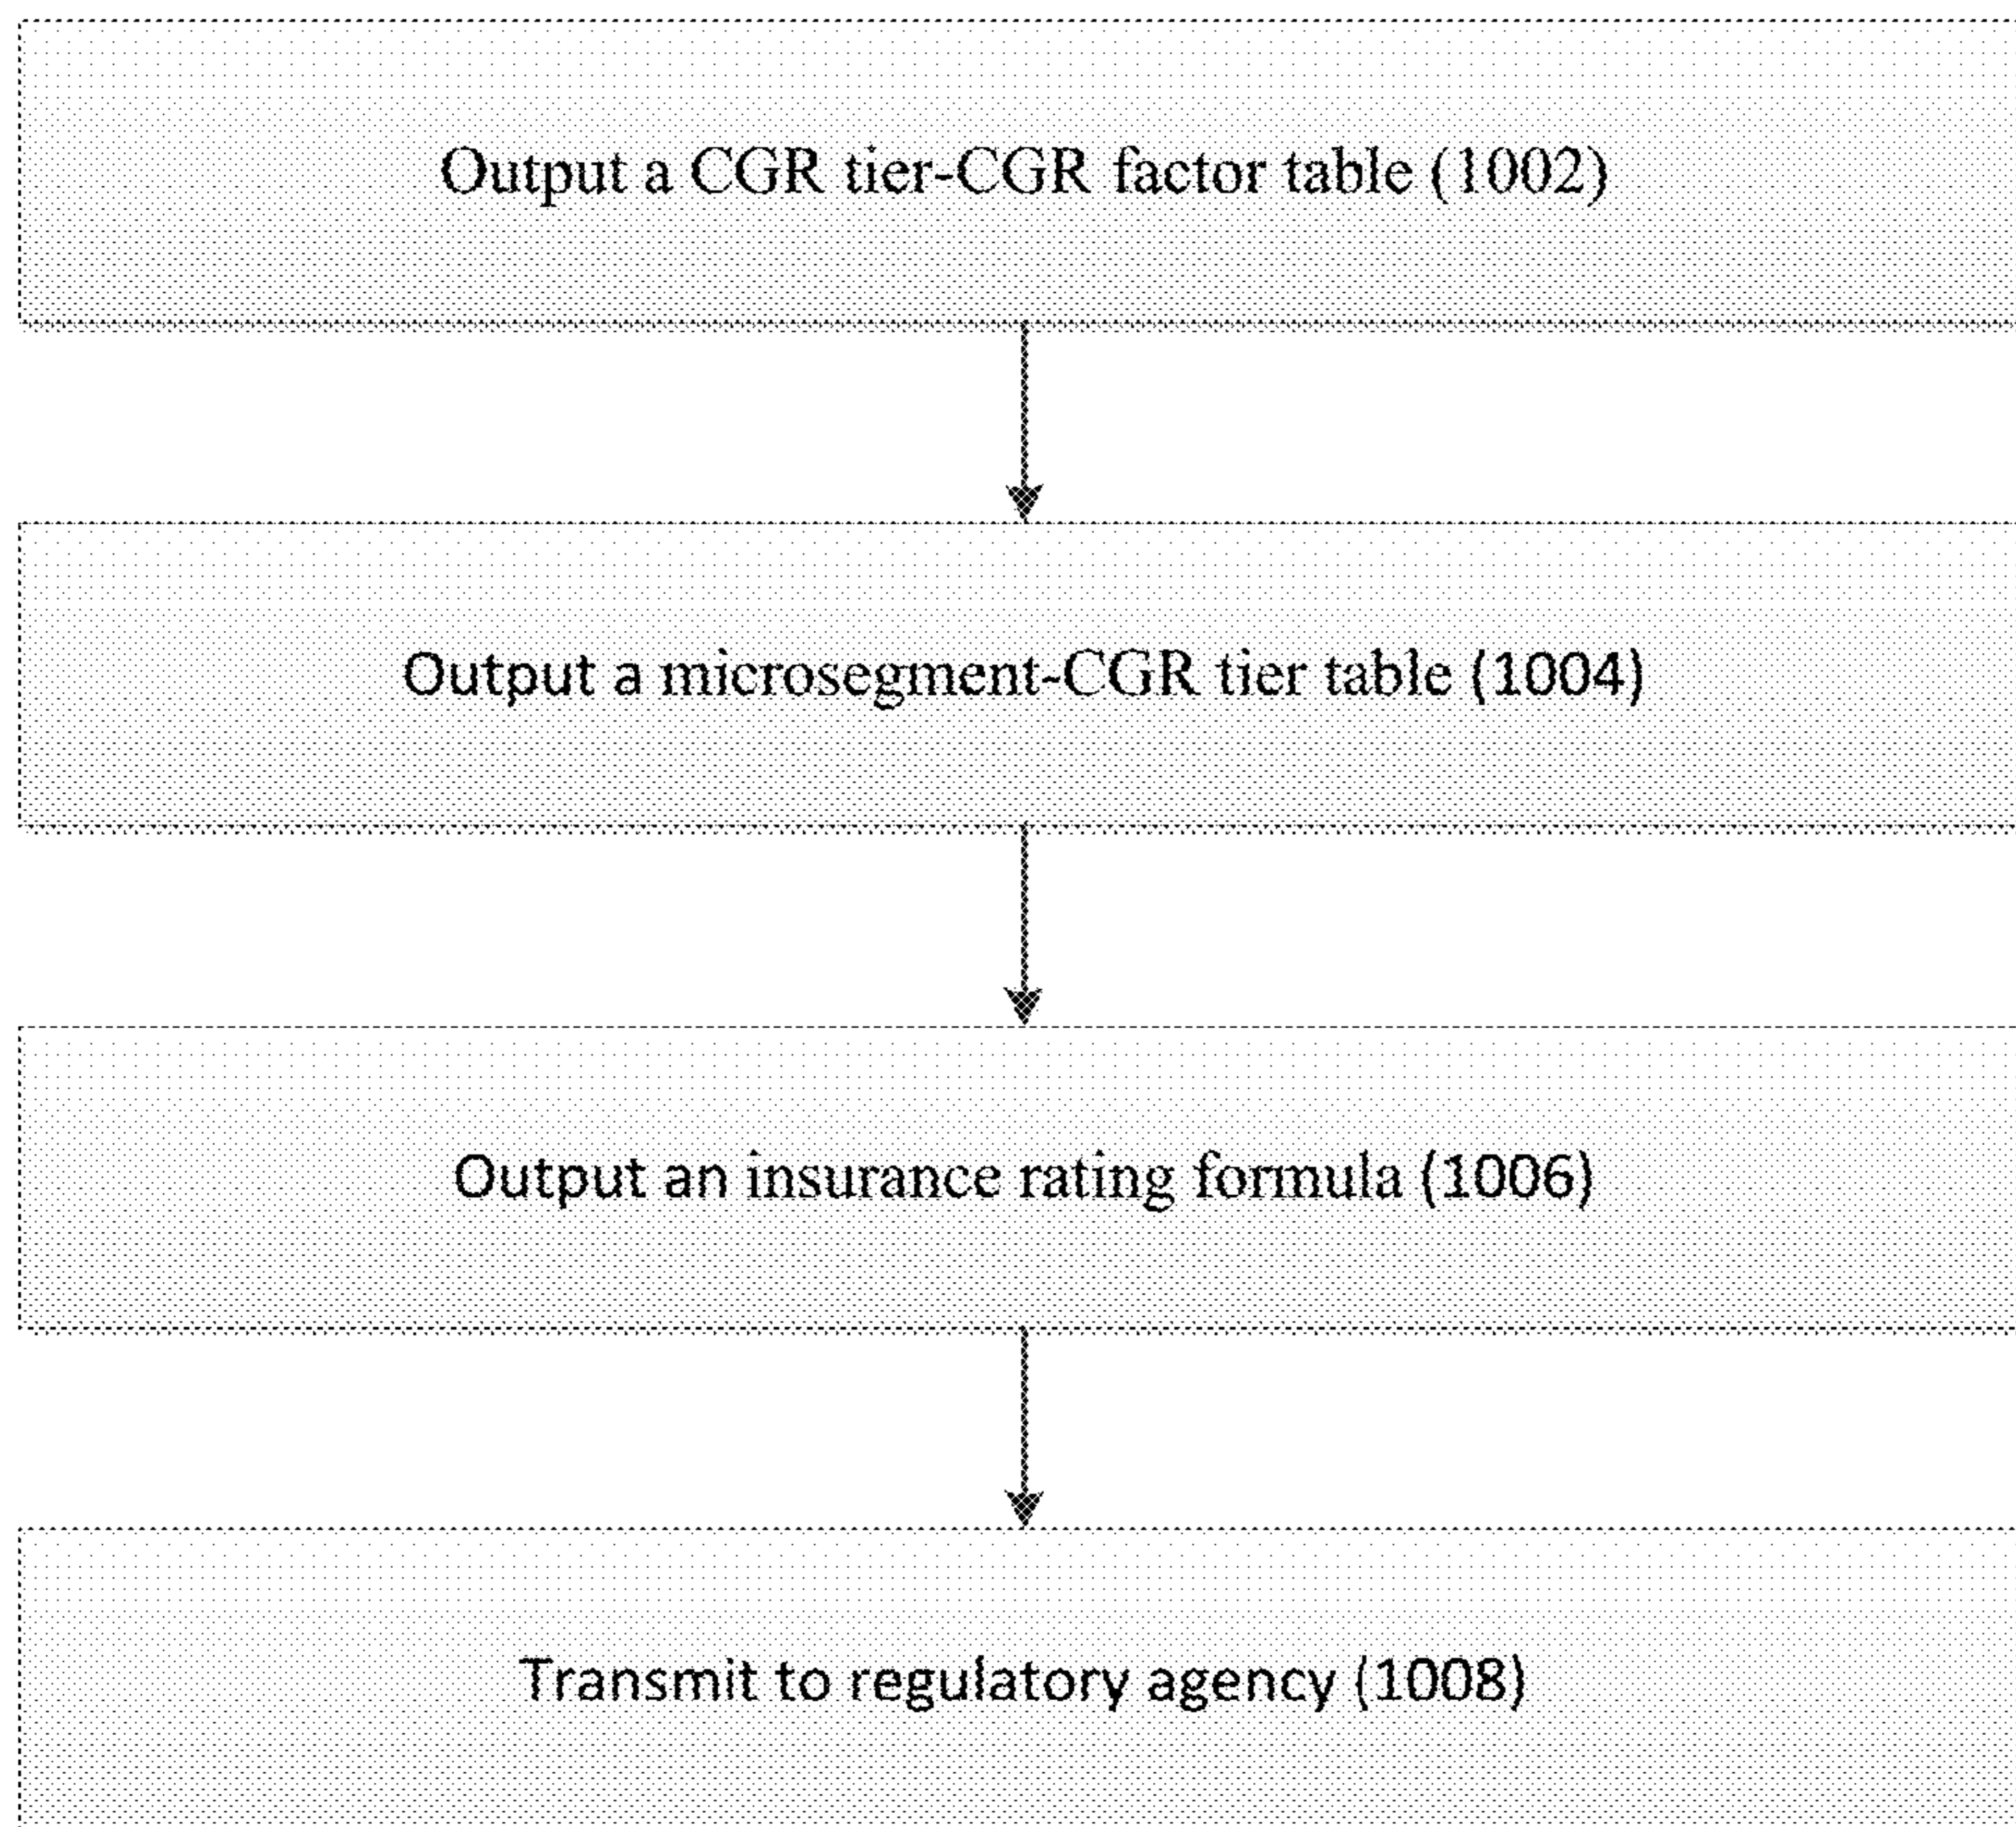 Output a CGR tier-CGR factor table (1002)
Output a microsegment-CGR tier table (1004)
Output an insurance rating formula (1006)
Transmit to regulatory agency (1008)